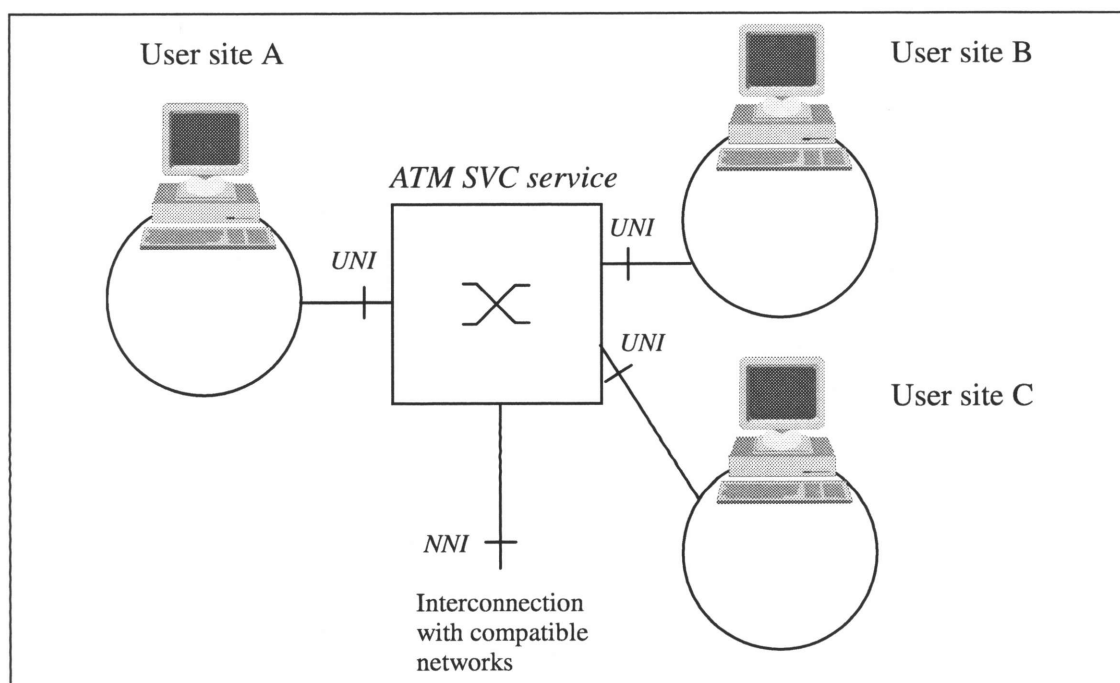 User site A
User site B
ATM SVC service
UNI
UNI
UNI
User site C
NNI
Interconnection
with compatible
networks